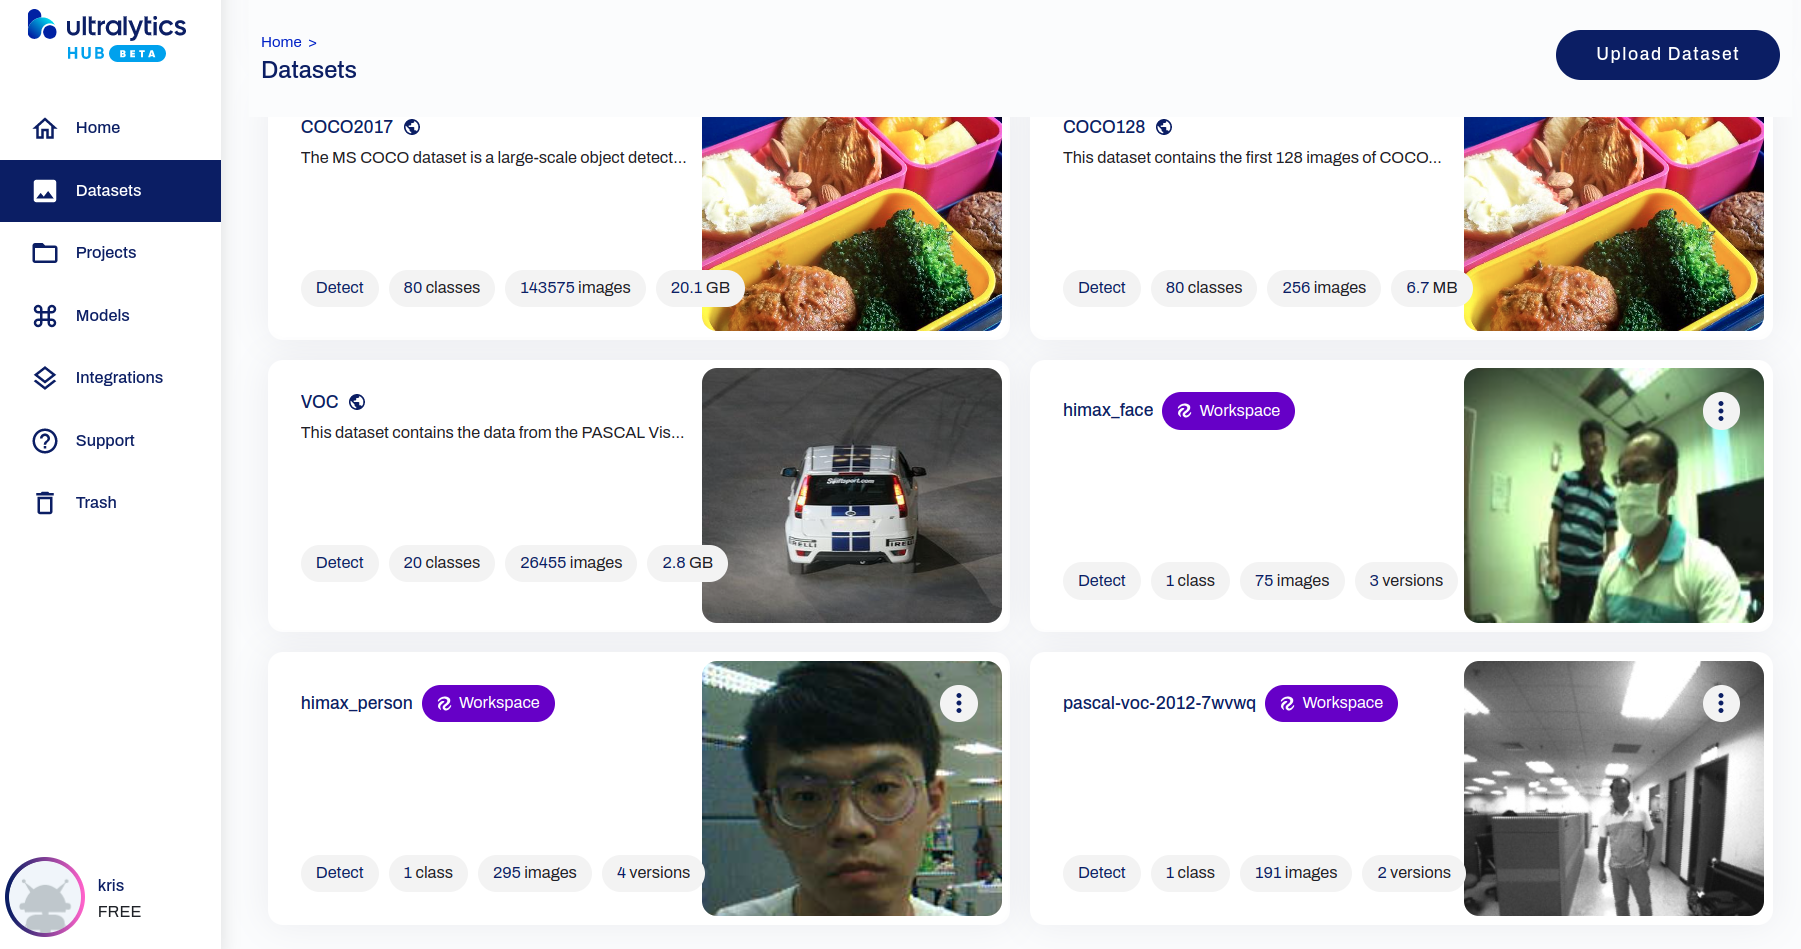 ultralytics
HUB BETA
Home
Datasets
Projects
Models
Integrations
Support
Trash
kris
FREE
Home >
Datasets
Upload Dataset
COCO2017
The MS COCO dataset is a large-scale object detect...
Detect 80 classes 143575 images 20.1 GB
COCO128
This dataset contains the first 128 images of COCO...
Detect 80 classes 256 images 6.7 MB
VOC
This dataset contains the data from the PASCAL Vis...
Detect 20 classes 26455 images 2.8 GB
Swiftsport.com
PIRELLI PIRELLI
himax_face Workspace
Detect 1 class 75 images 3 versions
himax_person Workspace
Detect 1 class 295 images 4 versions
pascal-voc-2012-7wvwq Workspace
Detect 1 class 191 images 2 versions